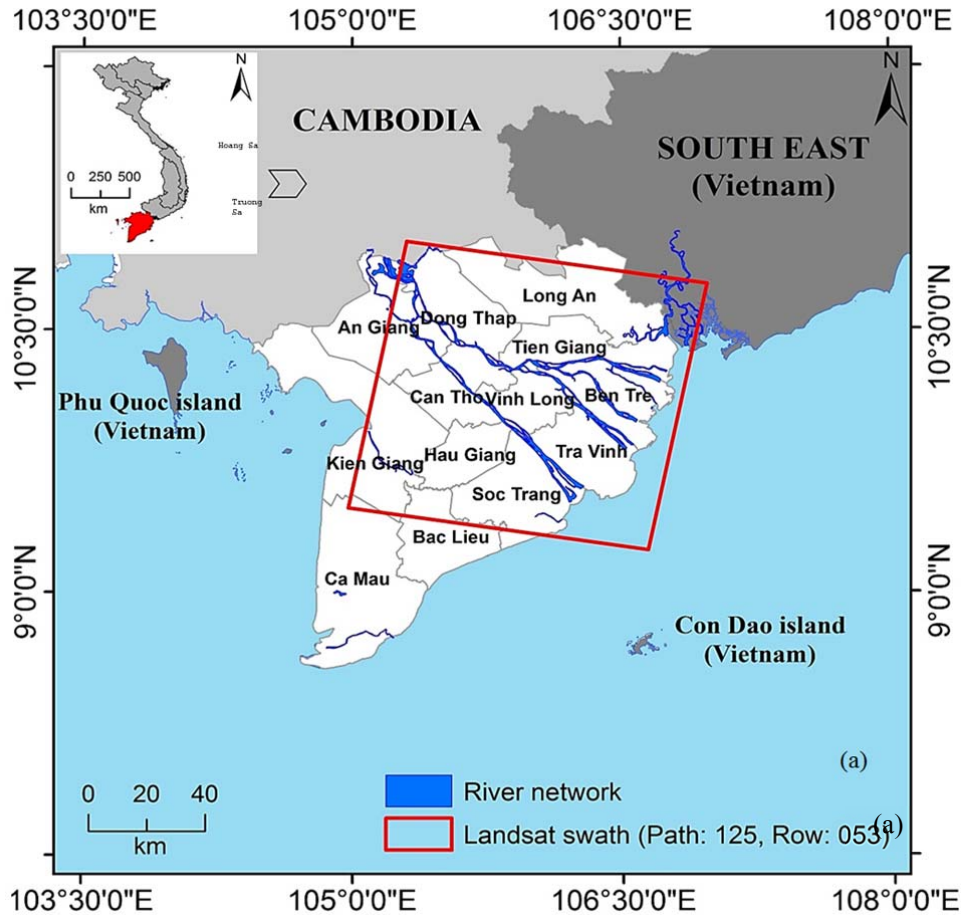 103°30'0"E
105°0'0"E
106°30'0"E
108°0'0"E
N
Hoang Sa
0 250 500
km
Truong
Sa
CAMBODIA
N
SOUTH EAST
(Vietnam)
10°30'0"N
10°30'0"N
Long An
Dong Thap
An Giang
Tien Giang
Phu Quoc island
(Vietnam)
Can Tho
Vinh Long
Ben Tre
Kien Giang
Hau Giang
Tra Vinh
Soc Trang
Bac Lieu
Ca Mau
9°0'0"N
9°0'0"N
Con Dao island
(Vietnam)
(a)
0 20 40
km
River network
Landsat swath (Path: 125, Row: 053)
(a)
103°30'0"E
105°0'0"E
106°30'0"E
108°0'0"E